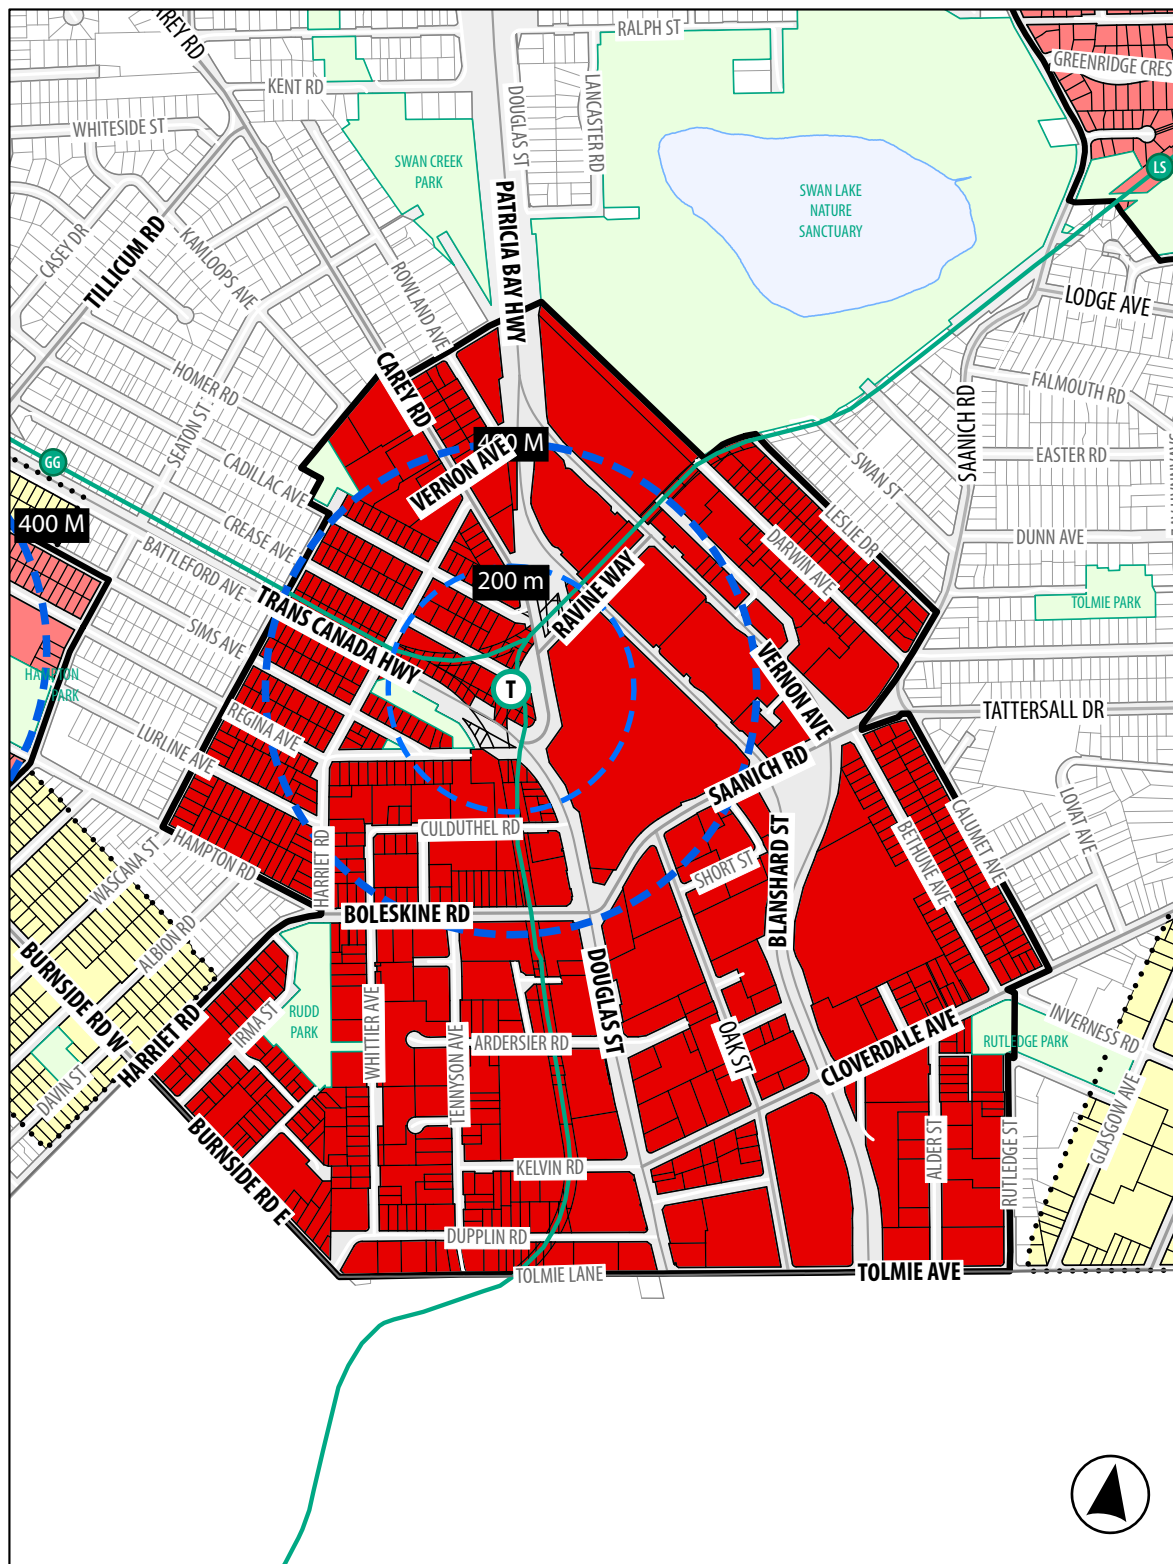 RALPH ST
CAREY RD
GREENRIDGE CRES
KENT RD
DOUGLAS ST
LANCASTER RD
WHITESIDE ST
SWAN CREEK
PARK
LS
SWAN LAKE
NATURE
SANCTUARY
PATRICIA BAY HWY
CASEY DR
TILLICUM RD
KAMLOOPS AVE
ROWLAND AVE
LODGE AVE
HOMER RD
CAREY RD
FALMOUTH RD
SAANICH RD
SEATON ST
400 M
VERNON AVE
EASTER RD
GG
CADILLAC AVE
SWAN ST
400 M
CREASE AVE
LESLIE DR
DUNN AVE
BATTLEFORD AVE
DARWIN AVE
200 m
RAVINE WAY
TRANS CANADA HWY
TOLMIE PARK
SIMS AVE
HAMPTON
PARK
T
VERNON AVE
TATTERSALL DR
REGINA AVE
LURLINE AVE
SAANICH RD
CULDUTHEL RD
LOVAT AVE
CALUMET AVE
HAMPTON RD
HARRIET RD
SHORT ST
BETHUNE AVE
WASCANA ST
BLANSHARD ST
BOLESKINE RD
ALBION RD
BURNSIDE RD W
DOUGLAS ST
RUDD
PARK
IRMA ST
HARRIET RD
WHITTIER AVE
TENNYSON AVE
ARDERSIER RD
OAK ST
CLOVERDALE AVE
INVERNESS RD
RUTLEDGE PARK
DAVIN ST
GLASGOW AVE
BURNSIDE RD E
KELVIN RD
ALDER ST
RUTLEDGE ST
DUPPLIN RD
TOLMIE LANE
TOLMIE AVE